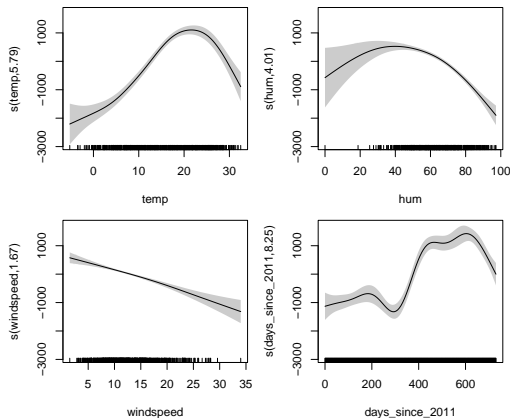 s(temp,5.79)
1000
-1000
-3000
0 10 20 30
temp
s(hum,4.01)
1000
-1000
-3000
0 20 40 60 80 100
hum
s(windspeed,1.67)
1000
-1000
-3000
5 10 15 20 25 30 35
windspeed
s(days_since_2011,8.25)
1000
-1000
-3000
0 200 400 600
days_since_2011